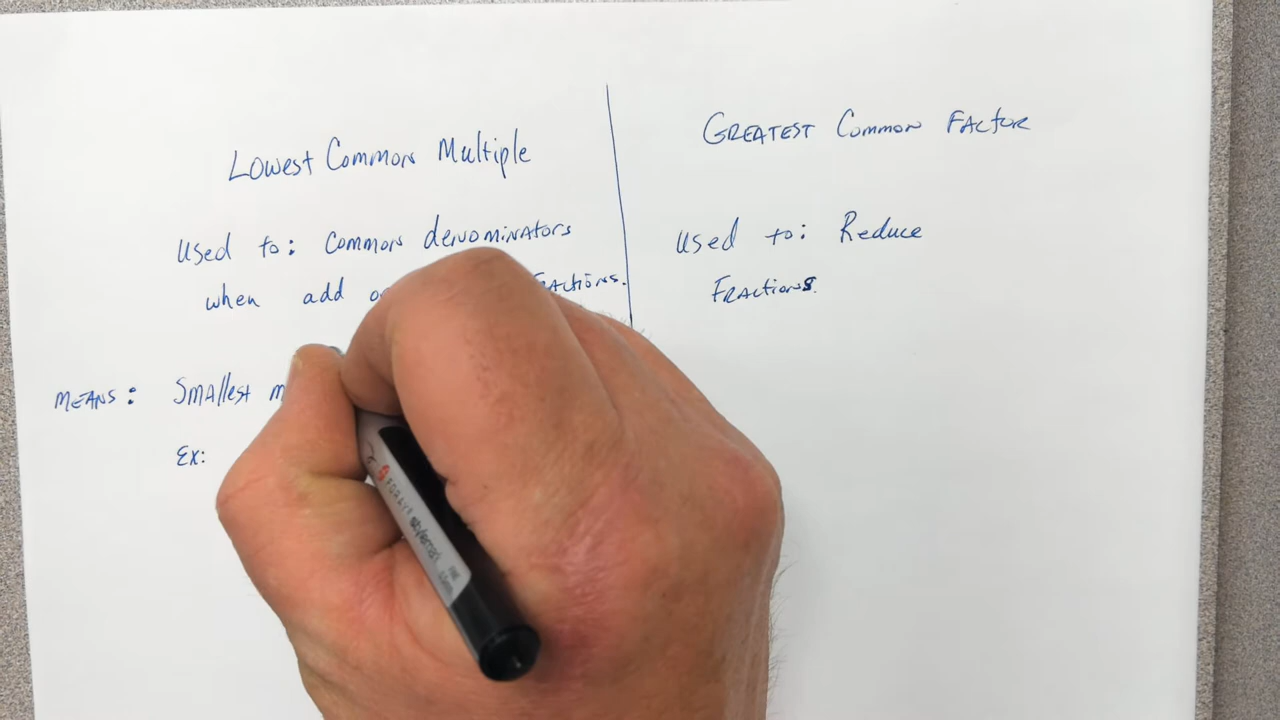 Lowest Common Multiple
Used to: Common denominators
when add
MEANS: Smallest
Ex:
GREATEST Common Factor
Used to: Reduce
Fractions.